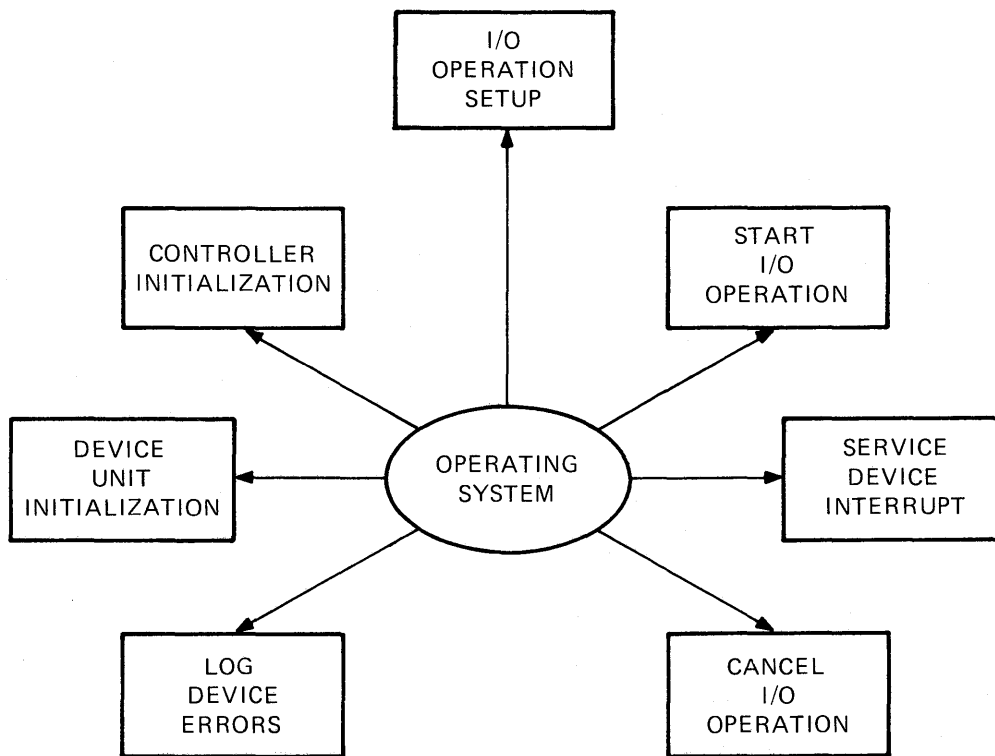 I/O
OPERATION
SETUP
CONTROLLER
INITIALIZATION
START
I/O
OPERATION
DEVICE
UNIT
INITIALIZATION
OPERATING
SYSTEM
SERVICE
DEVICE
INTERRUPT
LOG
DEVICE
ERRORS
CANCEL
I/O
OPERATION